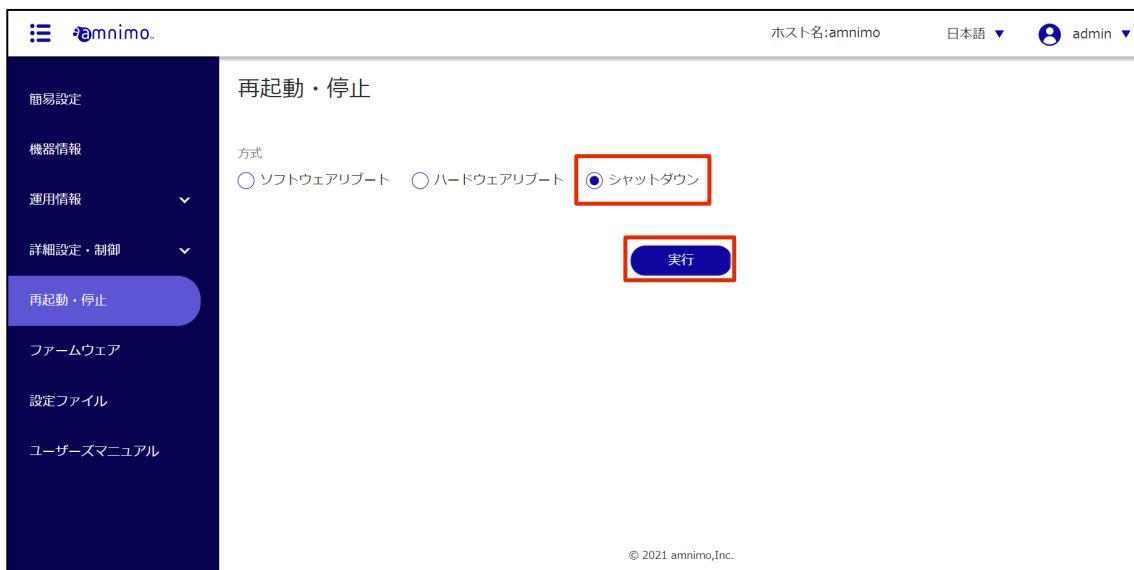 amnimo
ホスト名:amnimo
日本語 ▼
admin ▼
簡易設定
機器情報
運用情報
詳細設定・制御
再起動・停止
ファームウェア
設定ファイル
ユーザーズマニュアル
再起動・停止
方式
ソフトウェアリブート ハードウェアリブート シャットダウン
実行
© 2021 amnimo,Inc.